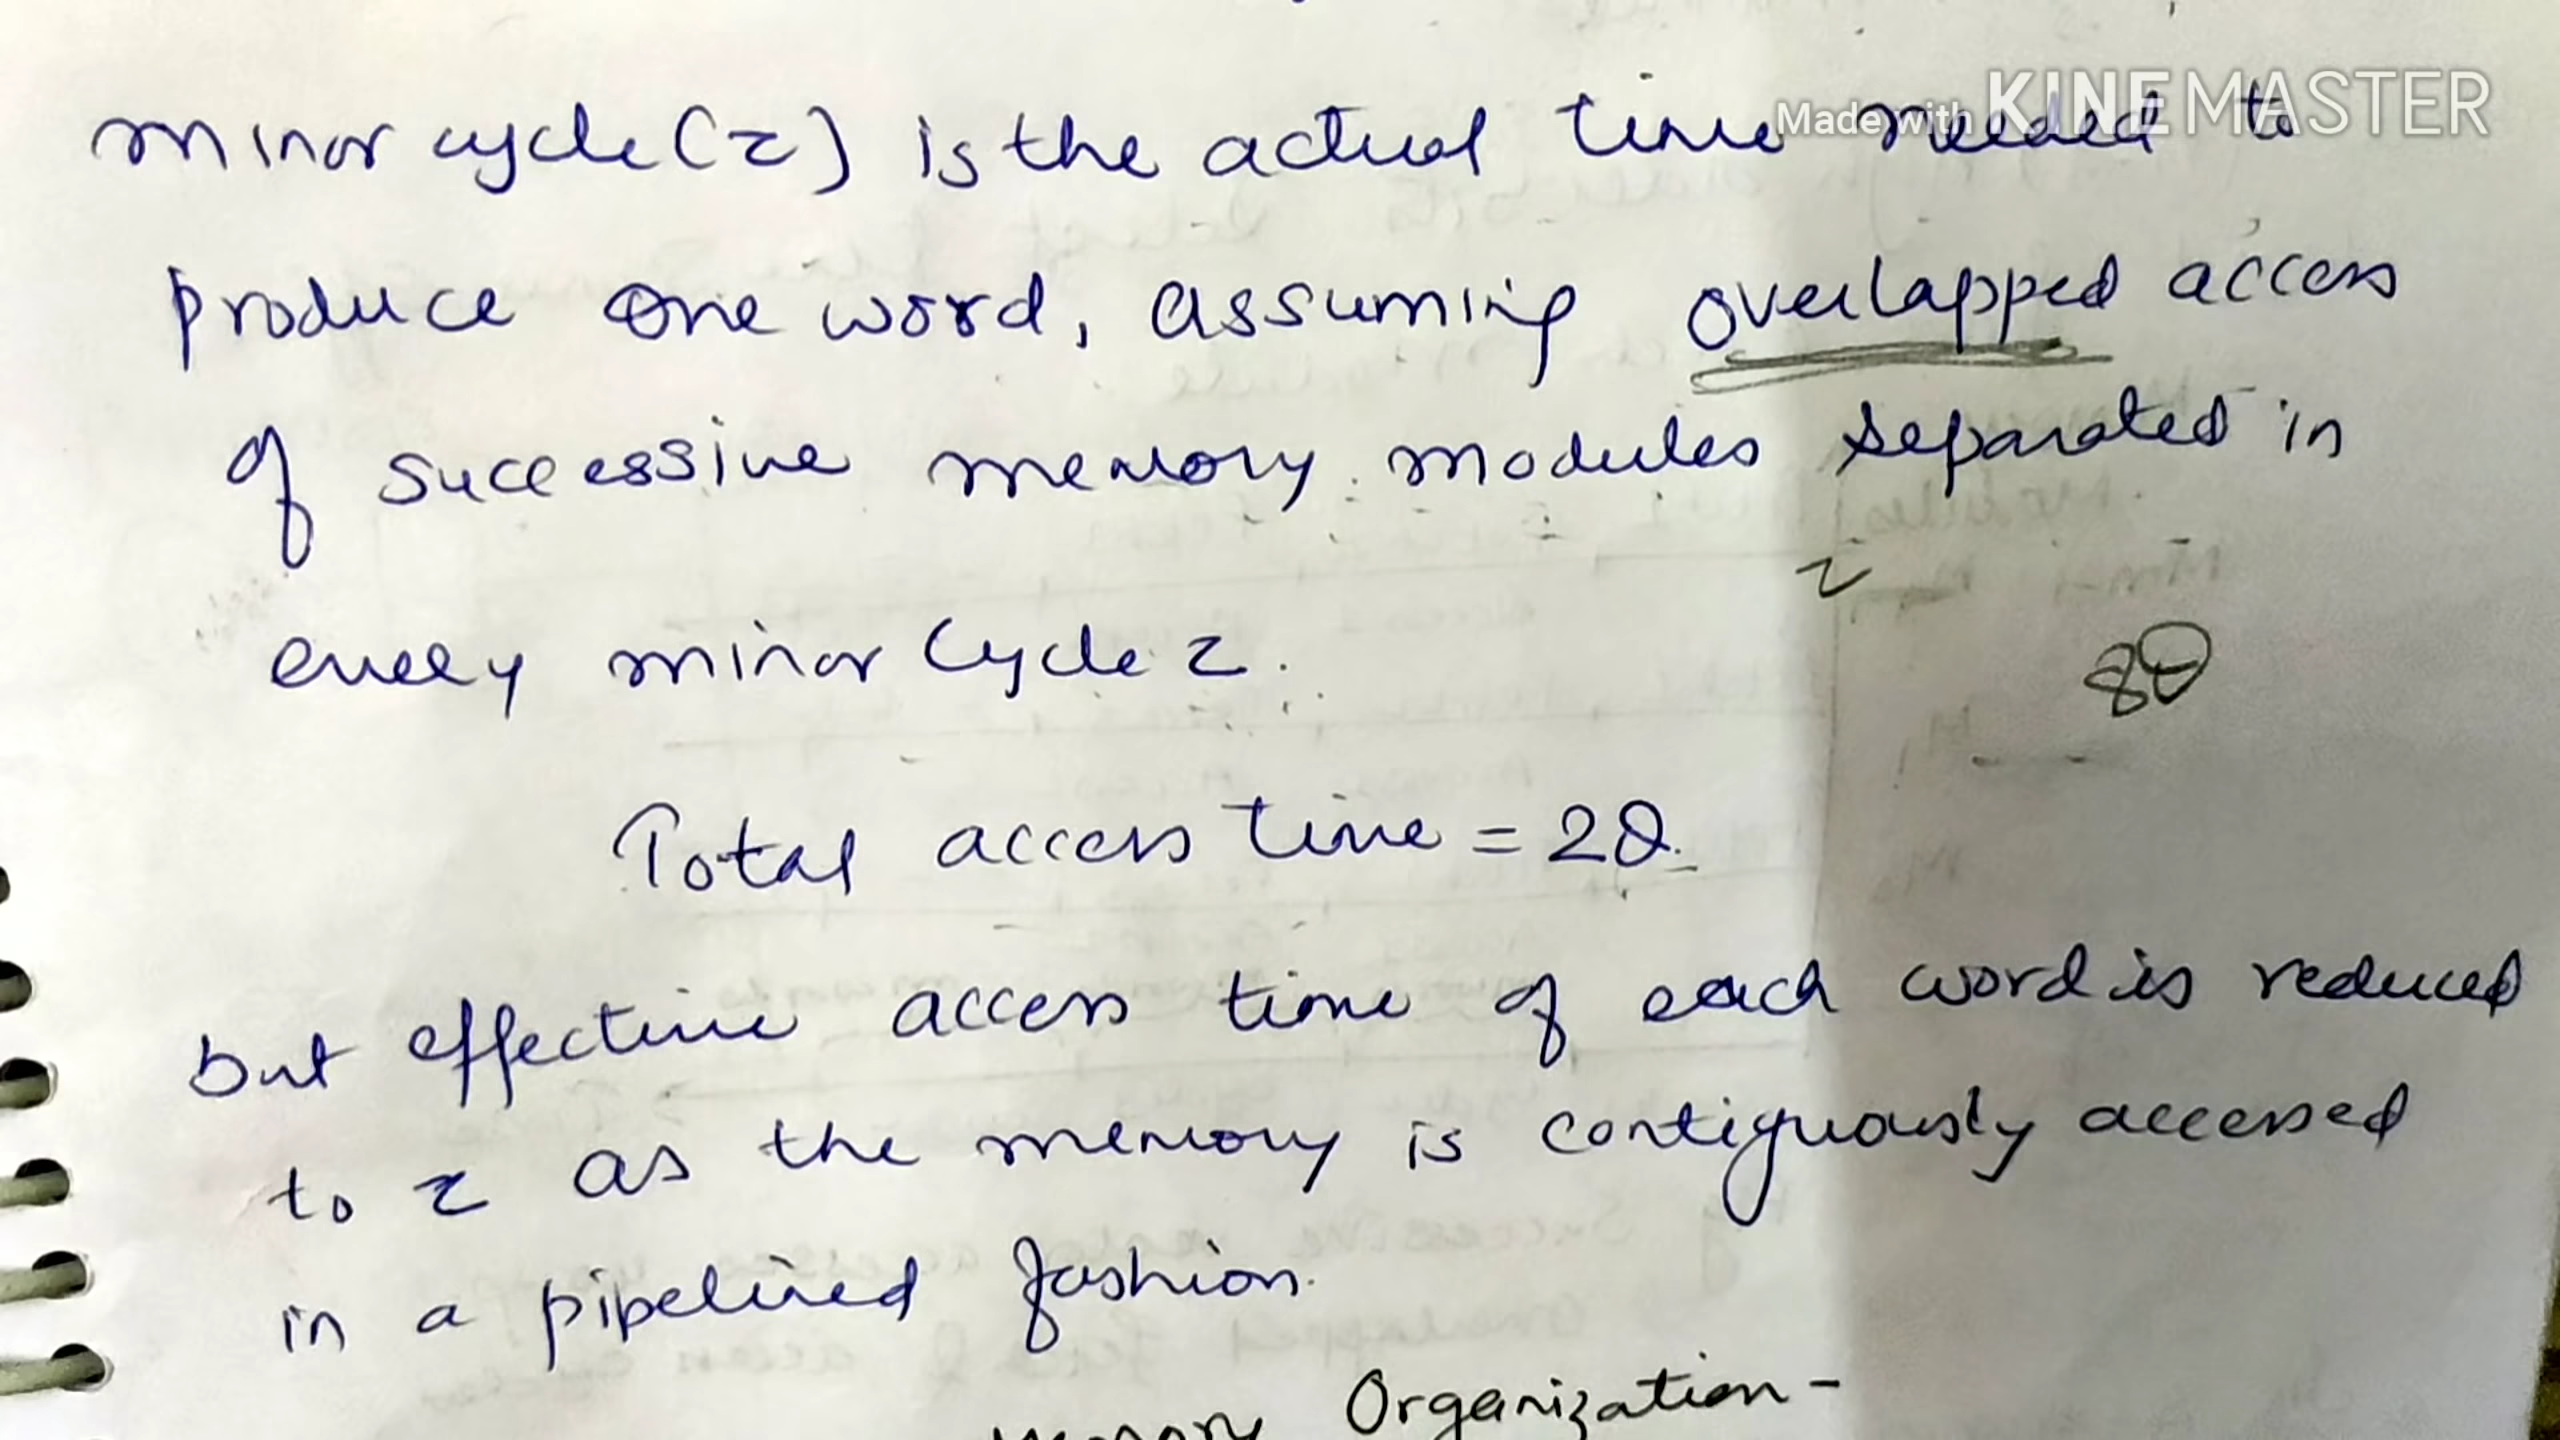 Made with KINEMASTER
minor cycle (τ) is the actual time needed to
produce one word, assuming overlapped access
of successive memory modules separated in
every minor cycle τ.
τ
8θ
Total access time = 2θ.
but effective access time of each word is reduced
to τ as the memory is contiguously accessed
in a pipelined fashion.
Memory Organization -